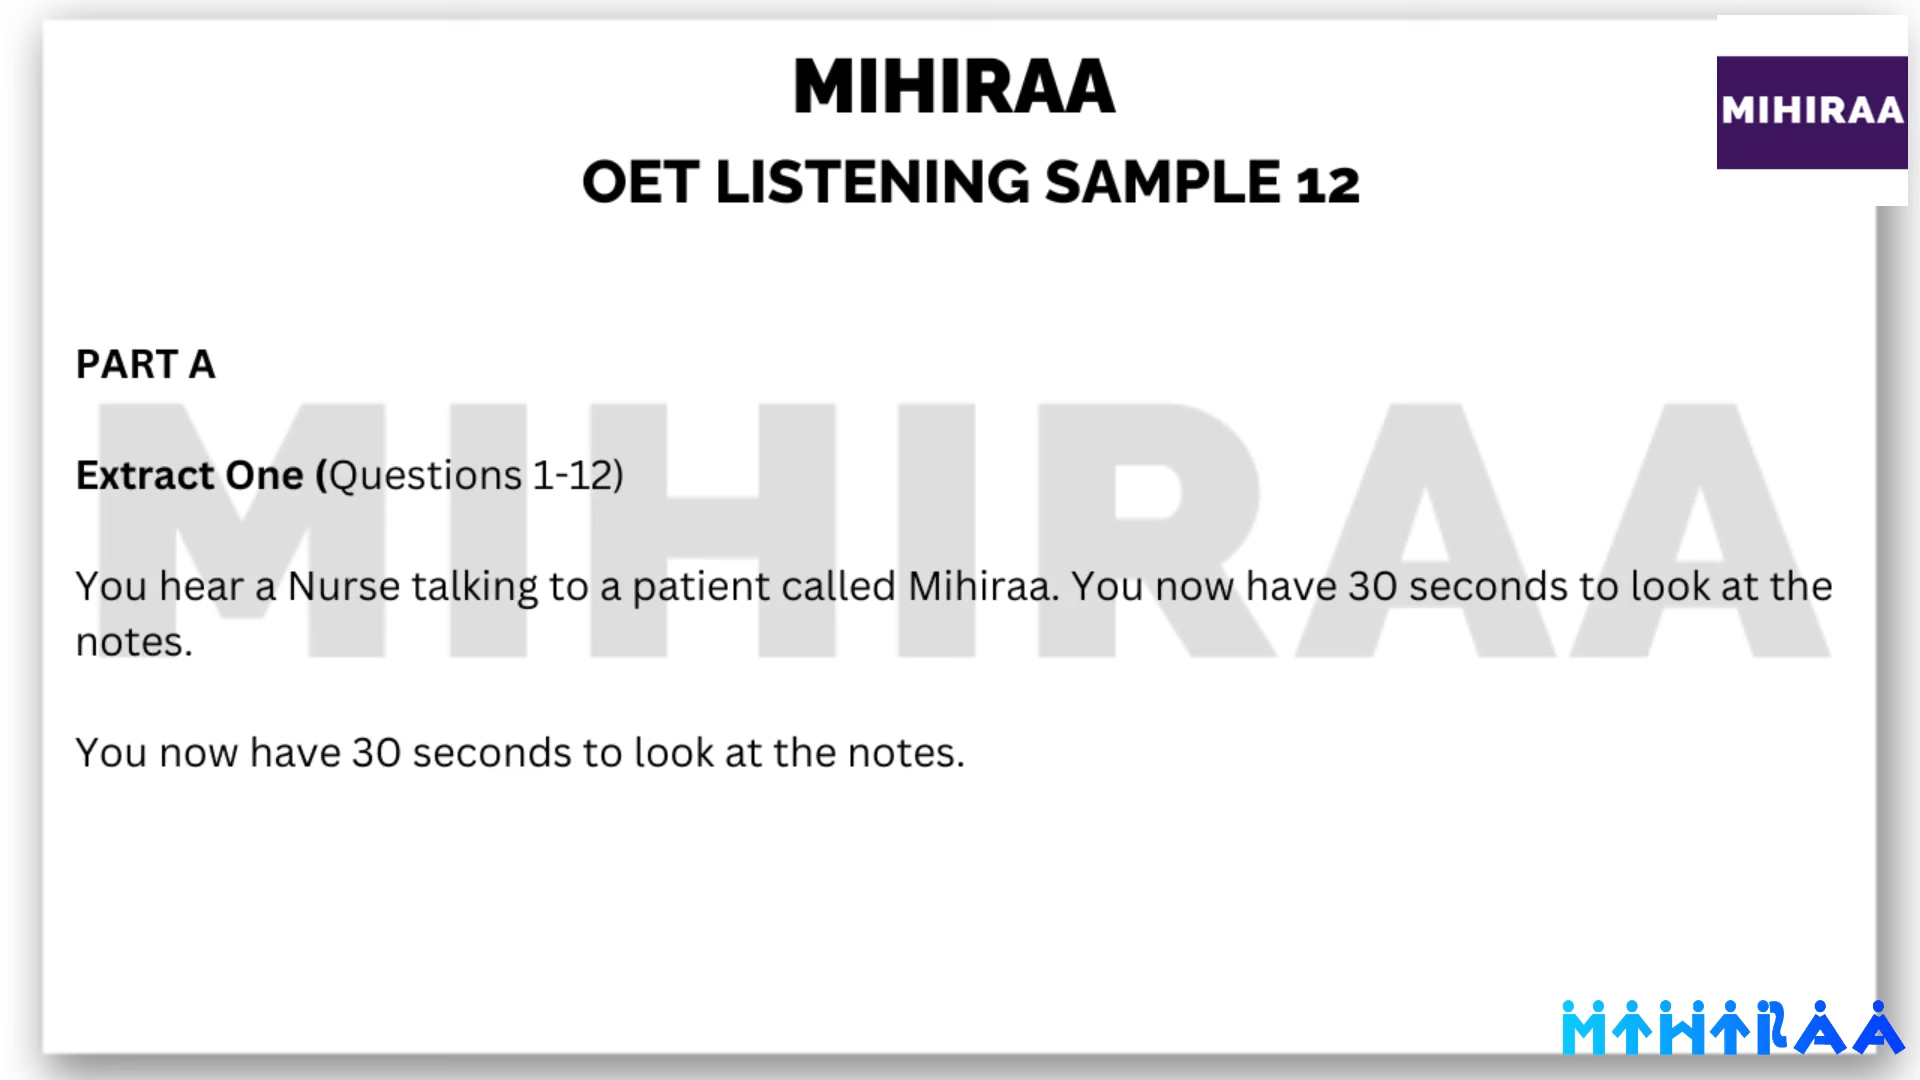 MIHIRAA
MIHIRAA
OET LISTENING SAMPLE 12
PART A
MIHIRAA
Extract One (Questions 1-12)
You hear a Nurse talking to a patient called Mihiraa. You now have 30 seconds to look at the
notes.
You now have 30 seconds to look at the notes.
MIHIRAA